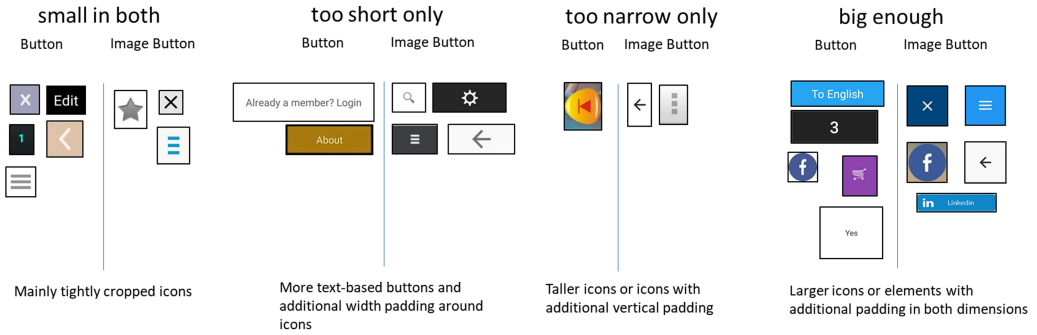 small in both
too short only
too narrow only
big enough
Button
Image Button
Button
Image Button
Button
Image Button
Button
Image Button
X
Edit
1
Already a member? Login
About
To English
3
f
Yes
f
in Linkedin
Mainly tightly cropped icons
More text-based buttons and
additional width padding around
icons
Taller icons or icons with
additional vertical padding
Larger icons or elements with
additional padding in both dimensions